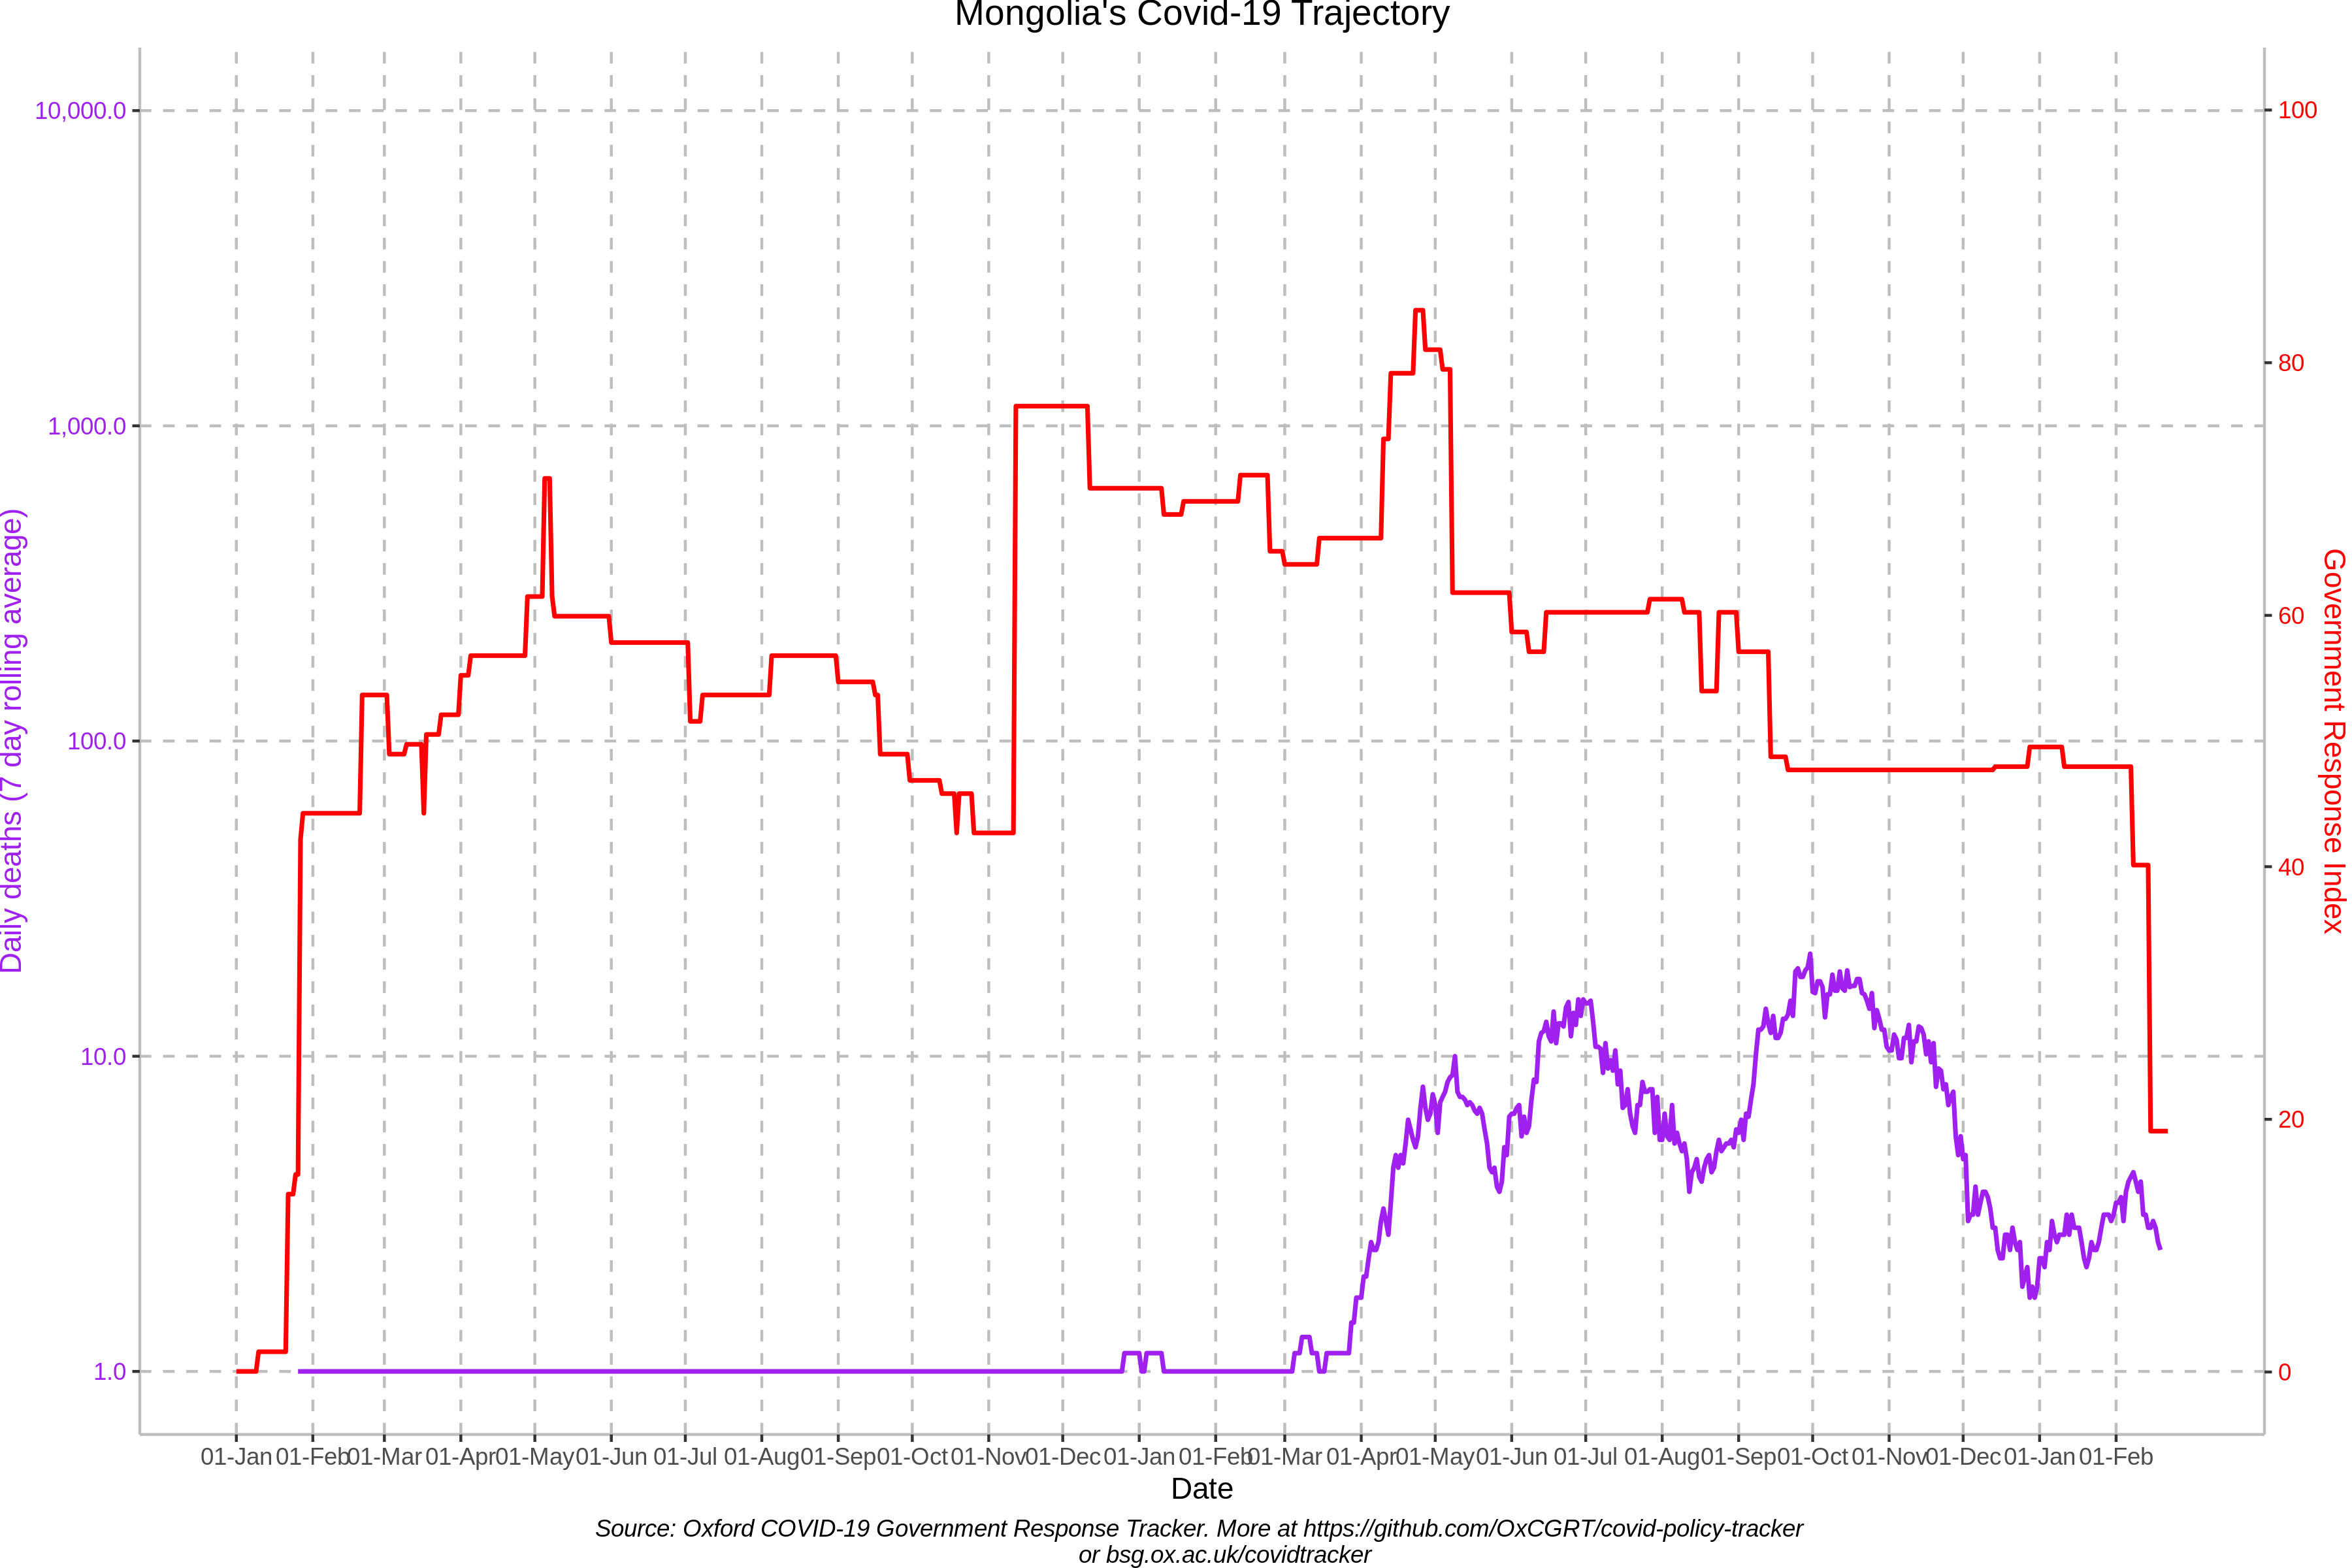 Mongolia's Covid-19 Trajectory
10,000.0
1,000.0
100.0
10.0
1.0
Daily deaths (7 day rolling average)
100
80
60
40
20
0
Government Response Index
01-Jan 01-Feb 01-Mar 01-Apr 01-May 01-Jun 01-Jul 01-Aug 01-Sep 01-Oct 01-Nov 01-Dec 01-Jan 01-Feb 01-Mar 01-Apr 01-May 01-Jun 01-Jul 01-Aug 01-Sep 01-Oct 01-Nov 01-Dec 01-Jan 01-Feb
Date
Source: Oxford COVID-19 Government Response Tracker. More at https://github.com/OxCGRT/covid-policy-tracker
or bsg.ox.ac.uk/covidtracker